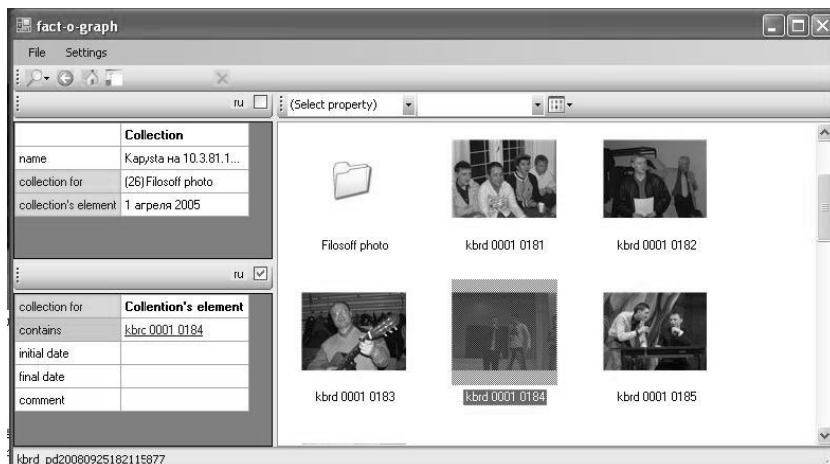 fact-o-graph
File Settings
ru
(Select property)
Collection
name Карусta на 10.3.81.1...
collection for (26)Filosoff photo
collection's element 1 апреля 2005
Filosoff photo kbrd 0001 0181 kbrd 0001 0182
ru
collection for Collention's element
contains kbrc 0001 0184
initial date
final date
comment
kbrd 0001 0183 kbrd 0001 0184 kbrd 0001 0185
kbrd_pd20080925182115877